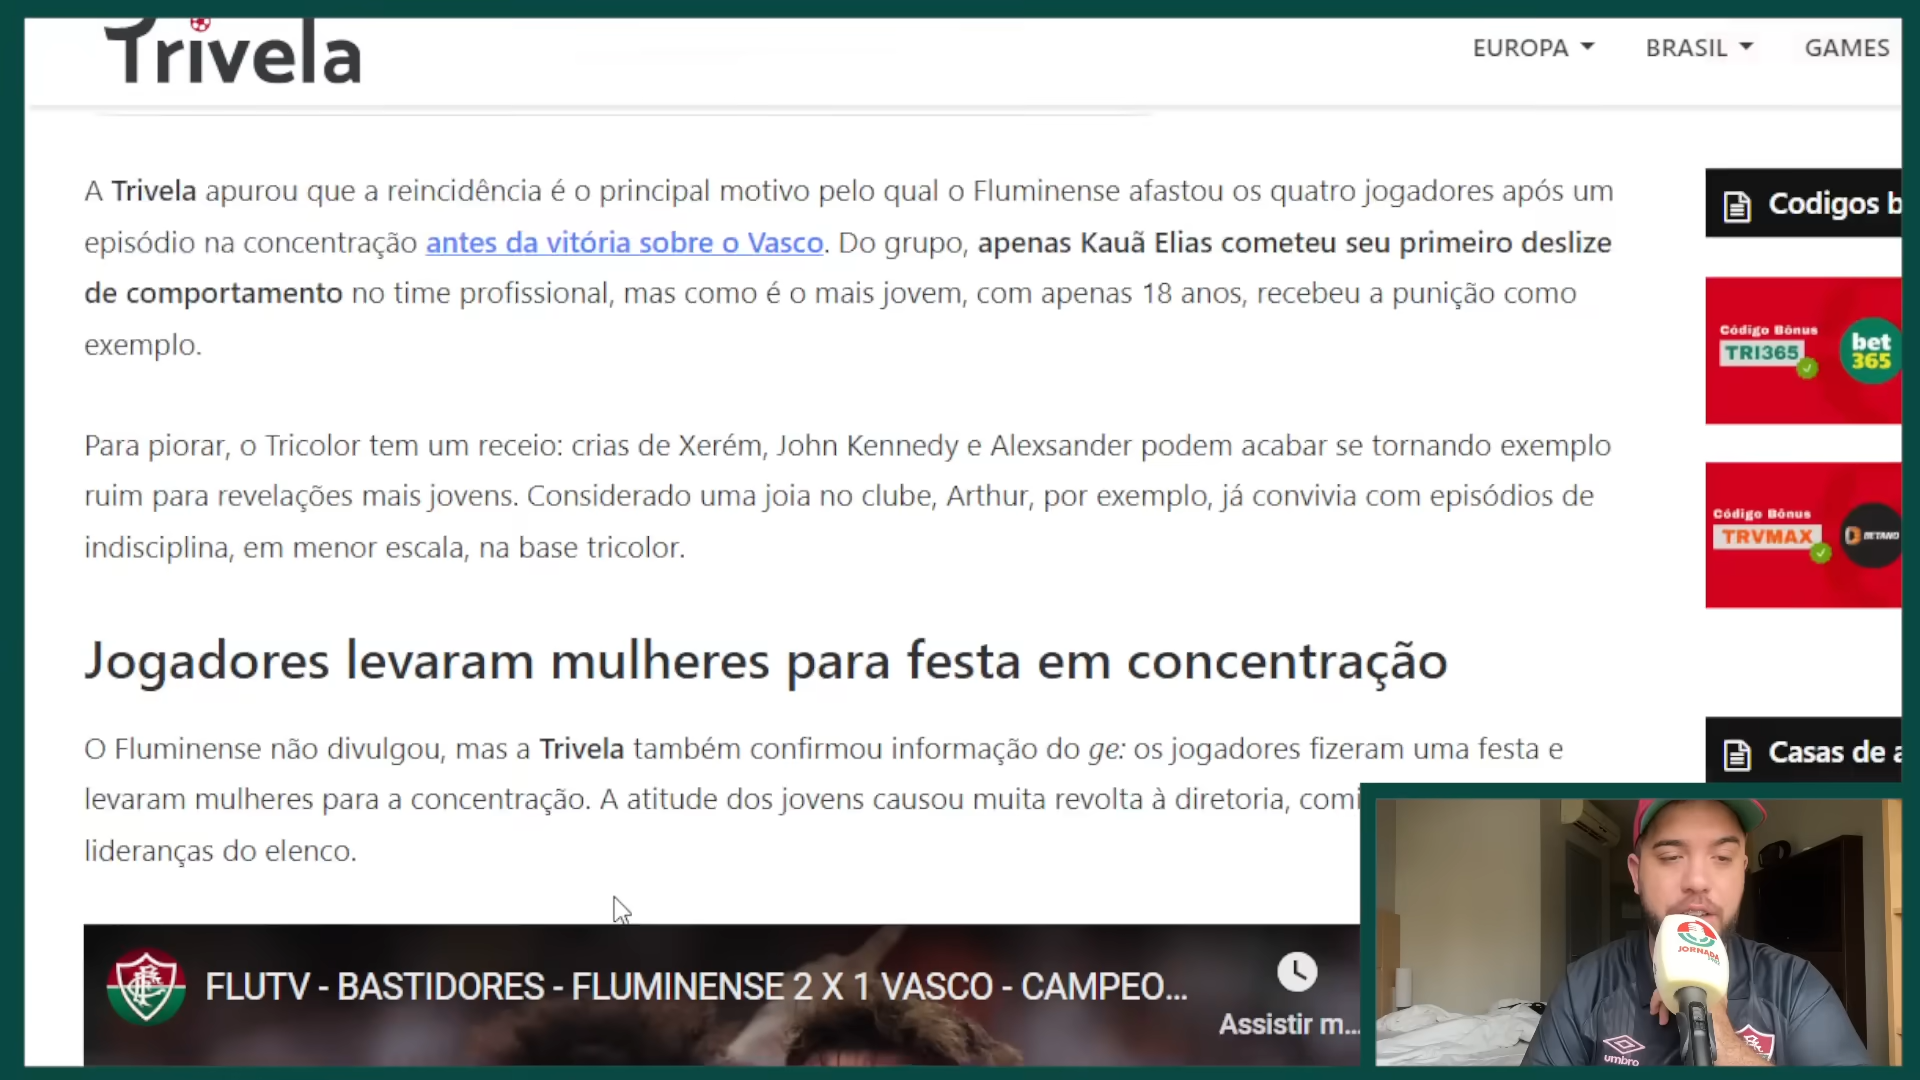 Trivela
EUROPA
BRASIL
GAMES
A Trivela apurou que a reincidência é o principal motivo pelo qual o Fluminense afastou os quatro jogadores após um
episódio na concentração antes da vitória sobre o Vasco. Do grupo, apenas Kauã Elias cometeu seu primeiro deslize
de comportamento no time profissional, mas como é o mais jovem, com apenas 18 anos, recebeu a punição como
exemplo.
Para piorar, o Tricolor tem um receio: crias de Xerém, John Kennedy e Alexsander podem acabar se tornando exemplo
ruim para revelações mais jovens. Considerado uma joia no clube, Arthur, por exemplo, já convivia com episódios de
indisciplina, em menor escala, na base tricolor.
Jogadores levaram mulheres para festa em concentração
O Fluminense não divulgou, mas a Trivela também confirmou informação do ge: os jogadores fizeram uma festa e
levaram mulheres para a concentração. A atitude dos jovens causou muita revolta à diretoria, comi
lideranças do elenco.
FLUTV - BASTIDORES - FLUMINENSE 2 X 1 VASCO - CAMPEO...
Assistir m...
Codigos b
Código Bônus
TRI365
bet
365
Código Bônus
TRVMAX
BETANO
Casas de a
JORNADA
umbro